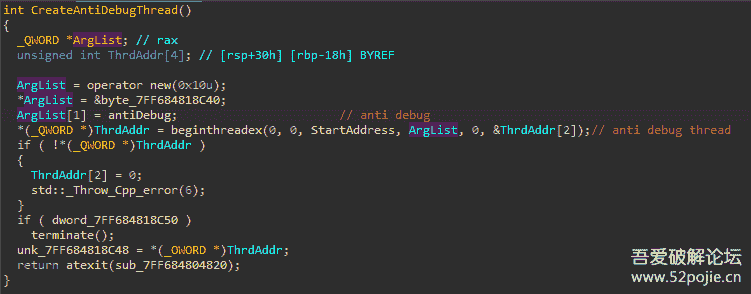 int CreateAntiDebugThread()
{
  _QWORD *ArgList; // rax
  unsigned int ThrdAddr[4]; // [rsp+30h] [rbp-18h] BYREF

  ArgList = operator new(0x10u);
  *ArgList = &byte_7FF684818C40;
  ArgList[1] = antiDebug;                       // anti debug
  *(_QWORD *)ThrdAddr = beginthreadex(0, 0, StartAddress, ArgList, 0, &ThrdAddr[2]);// anti debug thread
  if ( !*(_QWORD *)ThrdAddr )
  {
    ThrdAddr[2] = 0;
    std::_Throw_Cpp_error(6);
  }
  if ( dword_7FF684818C50 )
    terminate();
  unk_7FF684818C48 = *(_OWORD *)ThrdAddr;
  return atexit(sub_7FF684804820);
}
吾爱破解论坛
www.52pojie.cn